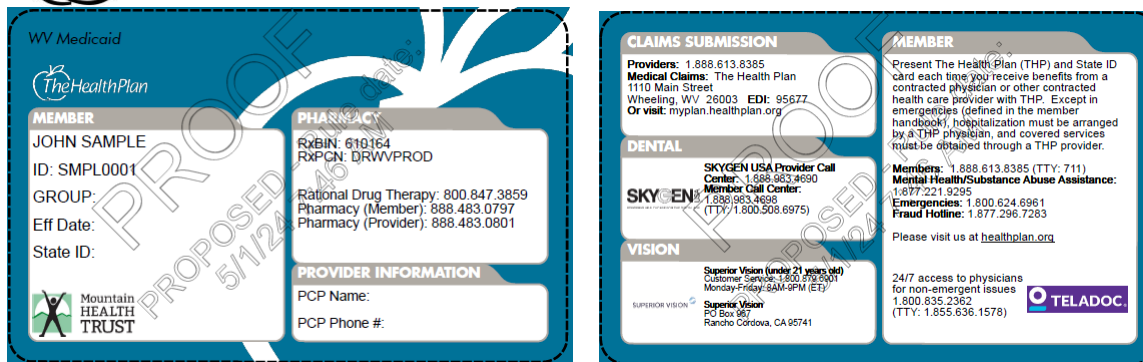 WV Medicaid
TheHealthPlan
MEMBER
JOHN SAMPLE
ID: SMPL0001
GROUP:
Eff Date:
State ID:
Mountain
HEALTH
TRUST
PHARMACY
RxBIN: 610164
RxPCN: DRWVPROD
Rational Drug Therapy: 800.847.3859
Pharmacy (Member): 888.483.0797
Pharmacy (Provider): 888.483.0801
PROVIDER INFORMATION
PCP Name:
PCP Phone #:
PROOF
PROPOSED
5/1/24
CLAIMS SUBMISSION
Providers: 1.888.613.8385
Medical Claims: The Health Plan
1110 Main Street
Wheeling, WV 26003 EDI: 95677
Or visit: myplan.healthplan.org
DENTAL
SKYGEN
SKYGEN USA Provider Call
Center: 1.888.983.4690
Member Call Center:
1.888.983.4698
(TTY: 1.800.508.6975)
VISION
SUPERIOR VISION
Superior Vision (under 21 years old)
Customer Service: 1.800.879.6901
Monday-Friday: 8AM-9PM (ET)
Superior Vision
PO Box 967
Rancho Cordova, CA 95741
MEMBER
Present The Health Plan (THP) and State ID
card each time you receive benefits from a
contracted physician or other contracted
health care provider with THP. Except in
emergencies (defined in the member
handbook), hospitalization must be arranged
by a THP physician, and covered services
must be obtained through a THP provider.
Members: 1.888.613.8385 (TTY: 711)
Mental Health/Substance Abuse Assistance:
1.877.221.9295
Emergencies: 1.800.624.6961
Fraud Hotline: 1.877.296.7283
Please visit us at healthplan.org
24/7 access to physicians
for non-emergent issues
1.800.835.2362
(TTY: 1.855.636.1578)
TELADOC
PROOF
PROPOSED
5/1/24